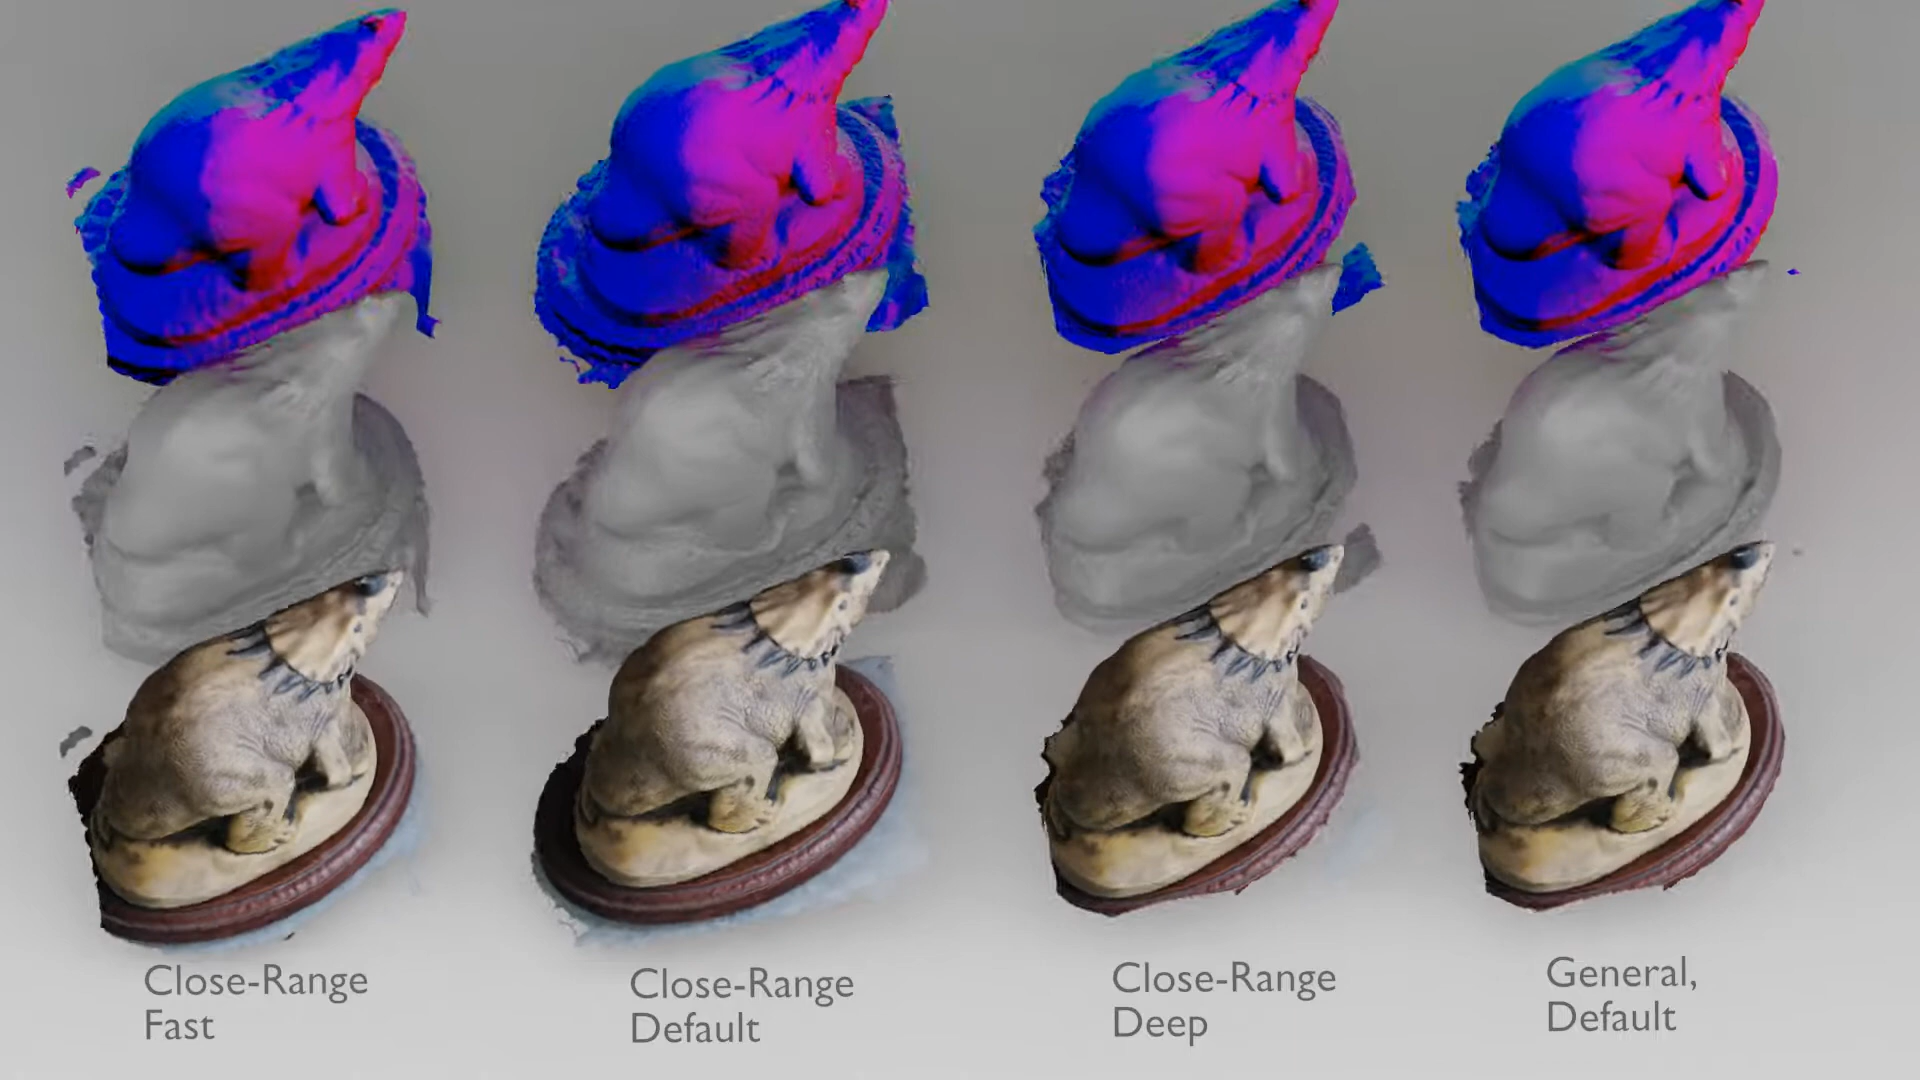 Close-Range
Fast
Close-Range
Default
Close-Range
Deep
General,
Default